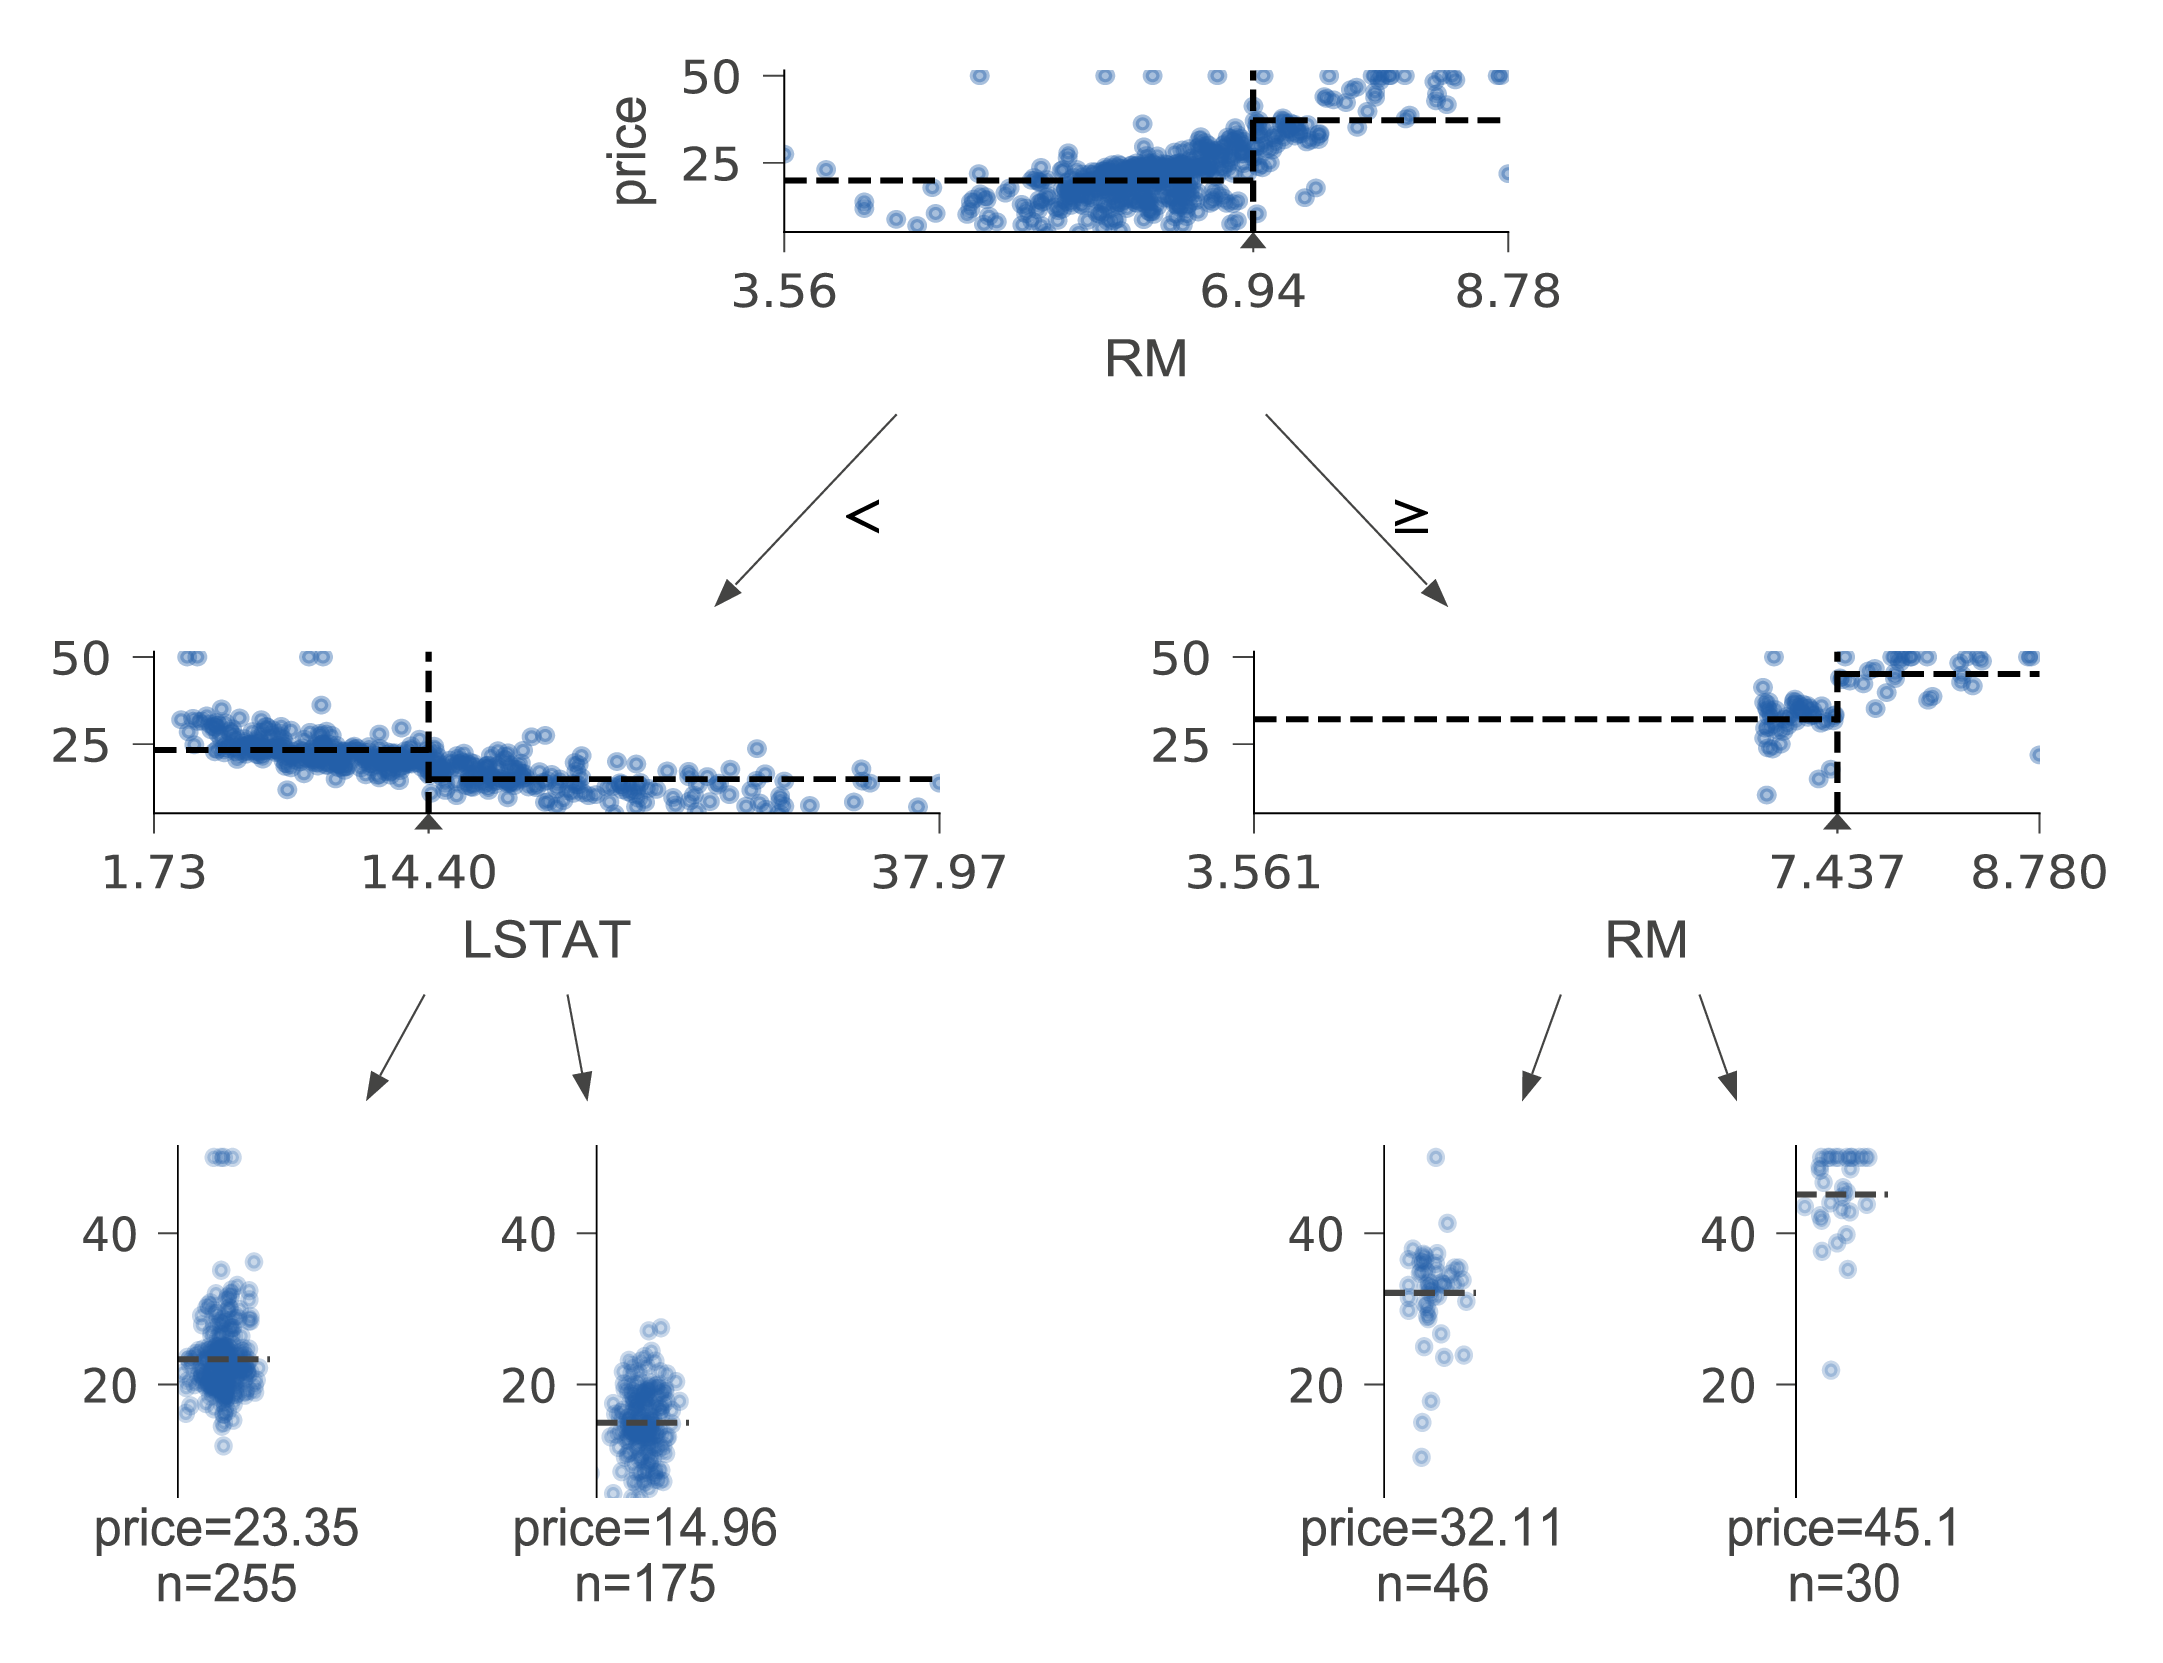 50
price
25
3.56 6.94 8.78
RM
< ≥
50
25
1.73 14.40 37.97
LSTAT
50
25
3.561 7.437 8.780
RM
40
20
price=23.35
n=255
40
20
price=14.96
n=175
40
20
price=32.11
n=46
40
20
price=45.1
n=30